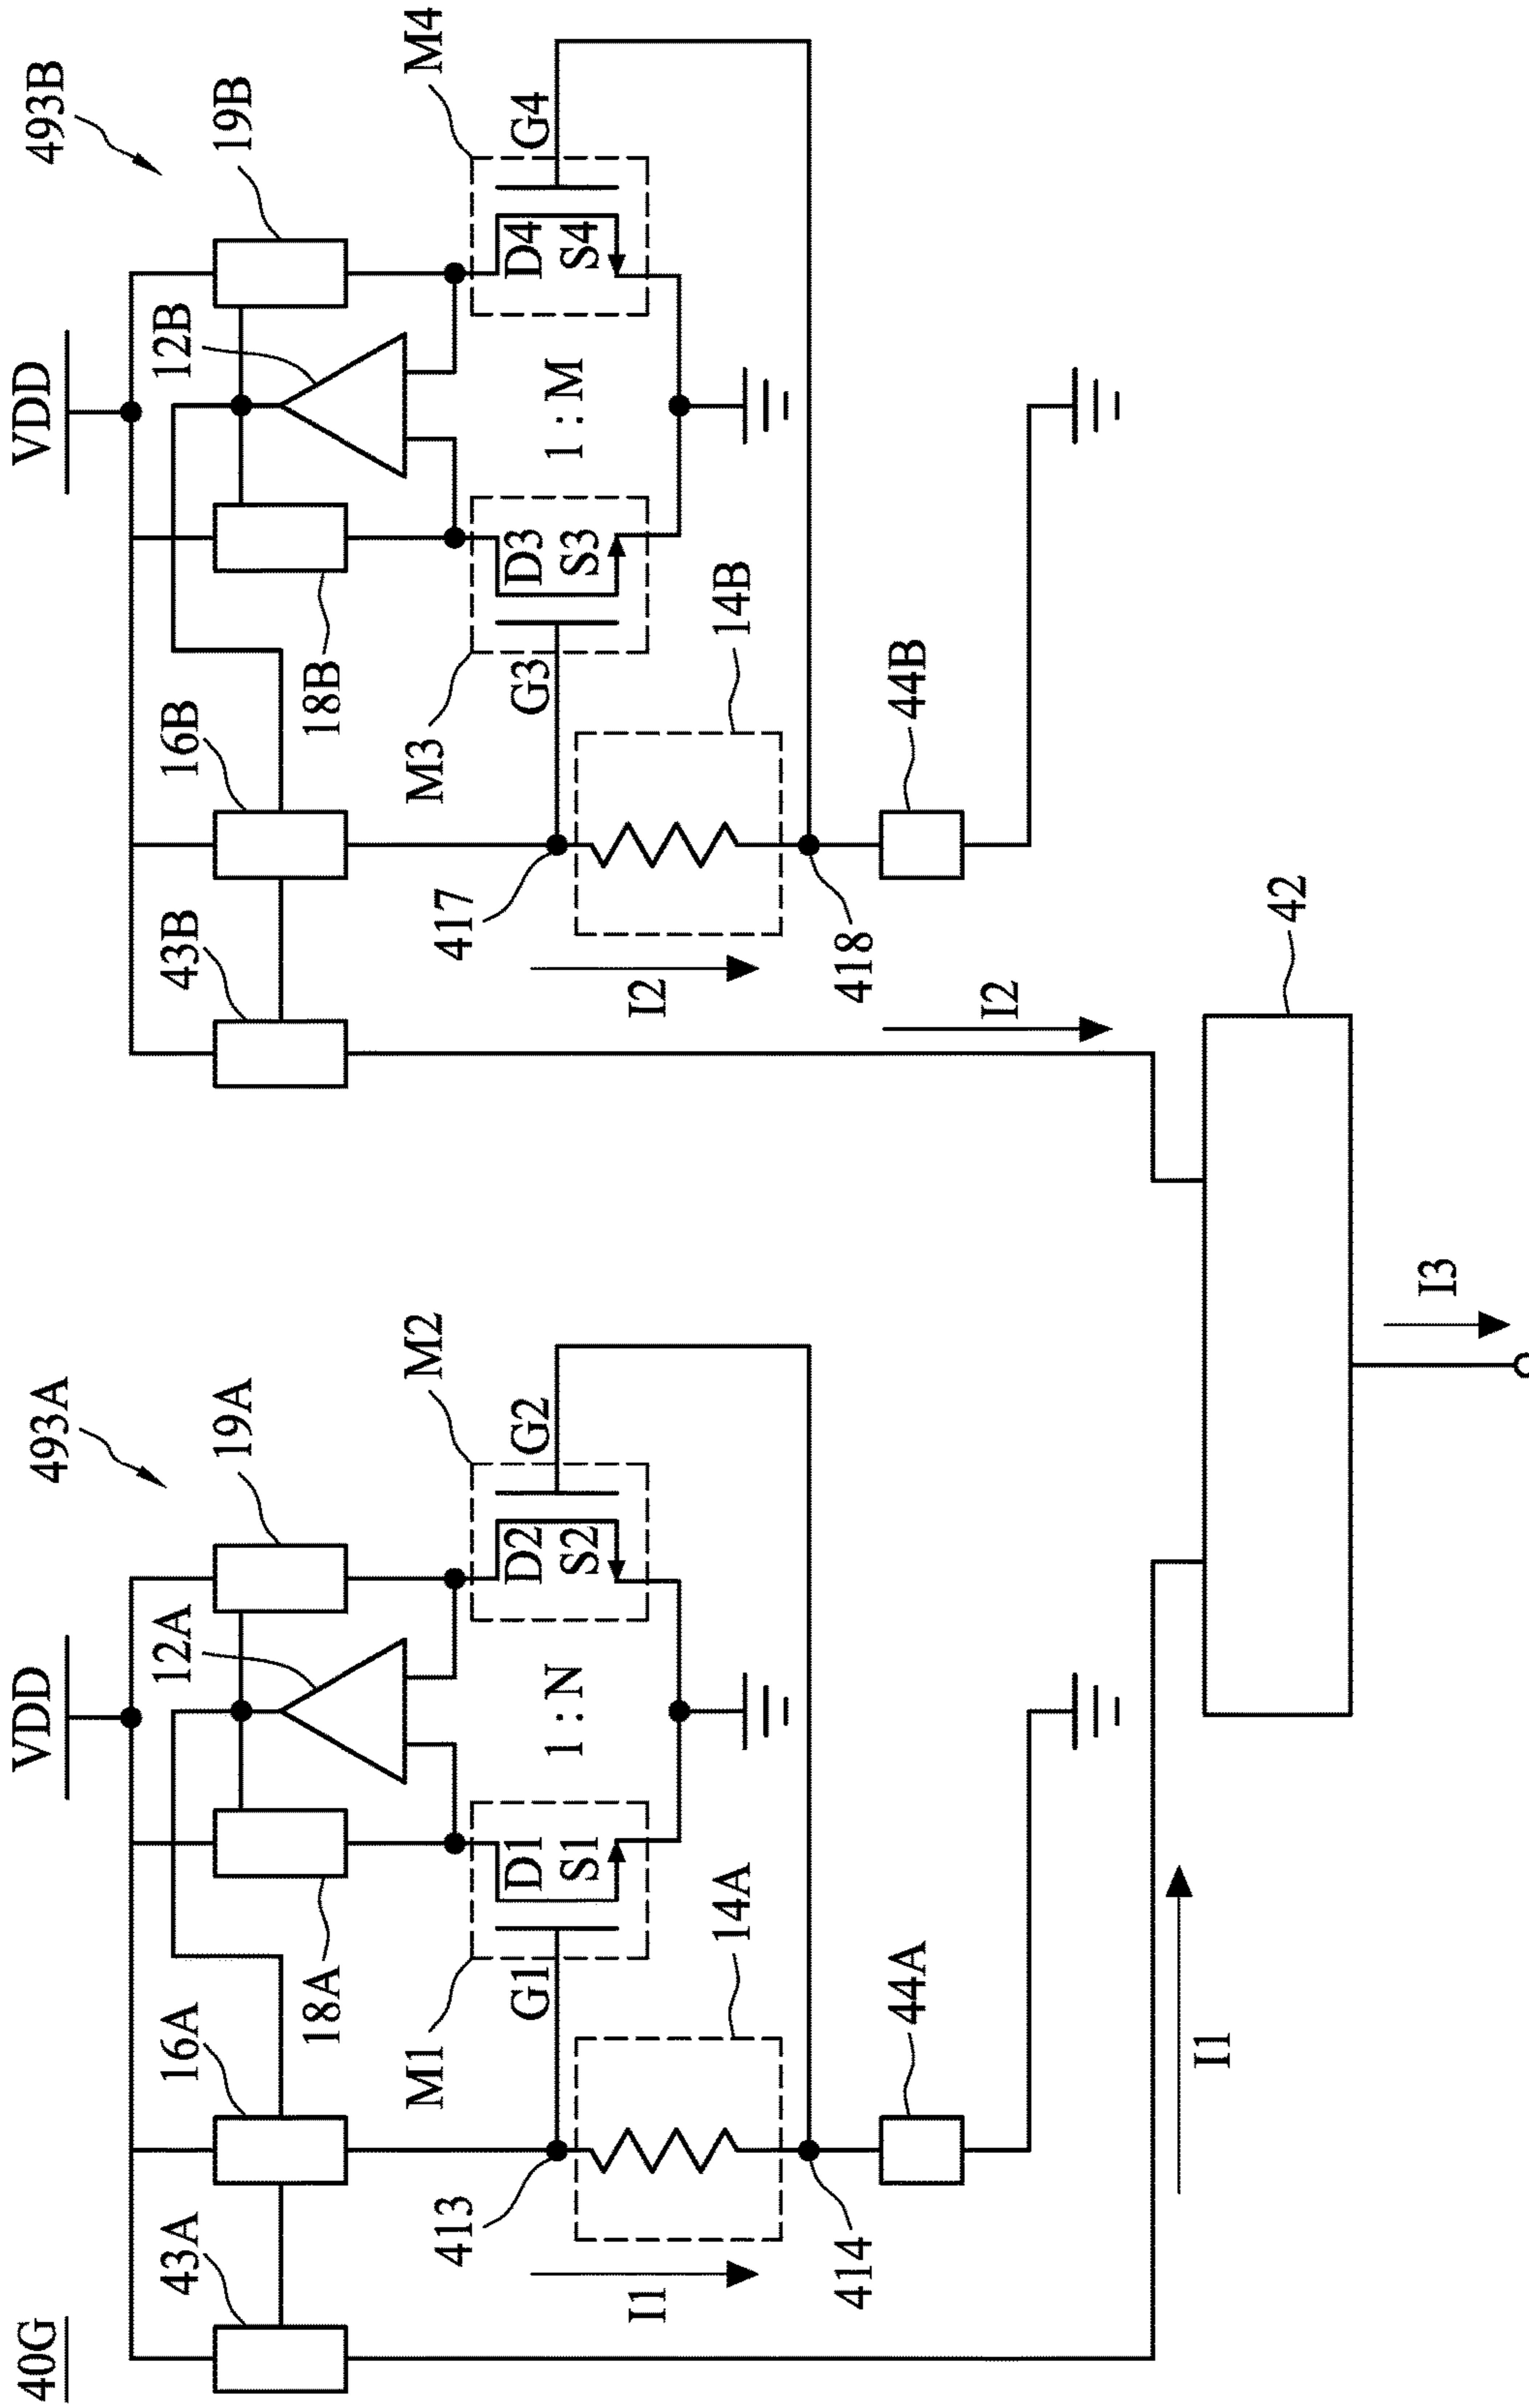 40G
VDD
493A
43A
16A
18A
12A
19A
M1
G1
D1
S1
1 : N
D2
S2
G2
M2
413
I1
14A
414
44A
I1
VDD
493B
43B
16B
18B
12B
19B
M3
G3
D3
S3
1 : M
D4
S4
G4
M4
417
I2
14B
418
44B
I2
42
I3